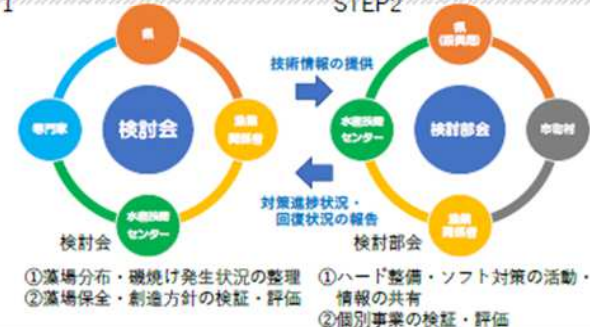 1
STEP2
県
専門家
検討会
漁業
関係者
水産技術
センター
技術情報の提供
対策進捗状況・
回復状況の報告
県
(振興局)
水産技術
センター
検討部会
市町村
漁業
関係者
検討会
①藻場分布・磯焼け発生状況の整理
②藻場保全・創造方針の検証・評価
検討部会
①ハード整備・ソフト対策の活動・
情報の共有
②個別事業の検証・評価